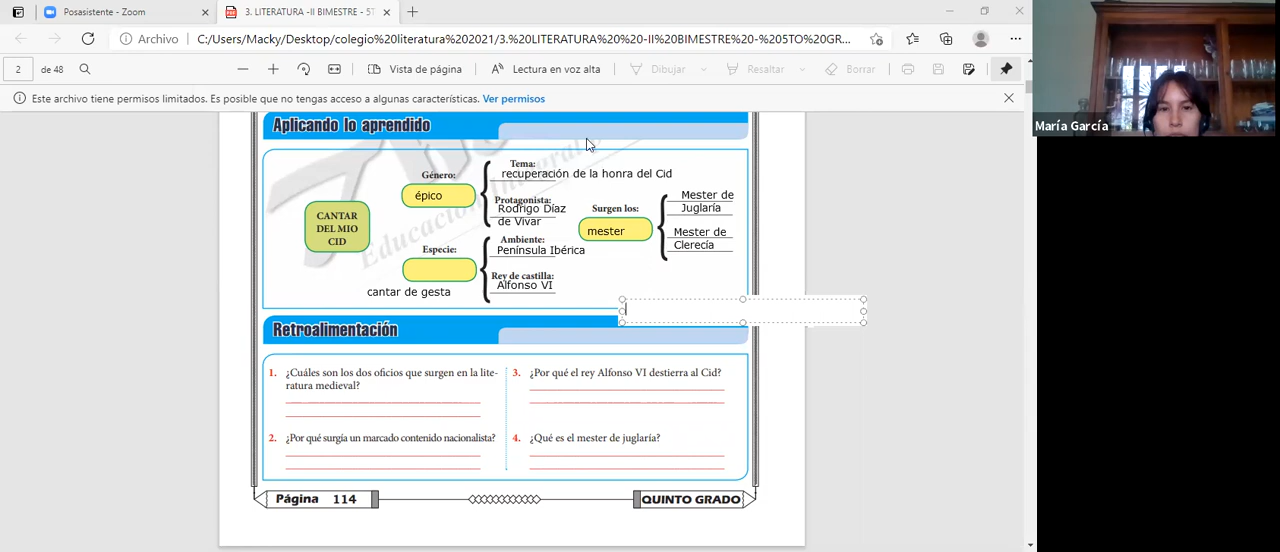 Posasistente - Zoom
3. LITERATURA -II BIMESTRE - 5T
Archivo
C:/Users/Macky/Desktop/colegio%20literatura%202021/3.%20LITERATURA%20%20-II%20BIMESTRE%20-%205TO%20GR...
2
de 48
Vista de página
Lectura en voz alta
Dibujar
Resaltar
Borrar
Este archivo tiene permisos limitados. Es posible que no tengas acceso a algunas características. Ver permisos
María García
Aplicando lo aprendido
CANTAR
DEL MIO
CID
Género:
épico
Tema:
recuperación de la honra del Cid
Protagonista:
Rodrigo Díaz
de Vivar
Especie:
cantar de gesta
Ambiente:
Península Ibérica
Rey de castilla:
Alfonso VI
Surgen los:
mester
Mester de
Juglaría
Mester de
Clerecía
Retroalimentación
1. ¿Cuáles son los dos oficios que surgen en la lite-
ratura medieval?
2. ¿Por qué surgía un marcado contenido nacionalista?
3. ¿Por qué el rey Alfonso VI destierra al Cid?
4. ¿Qué es el mester de juglaría?
Página 114
QUINTO GRADO